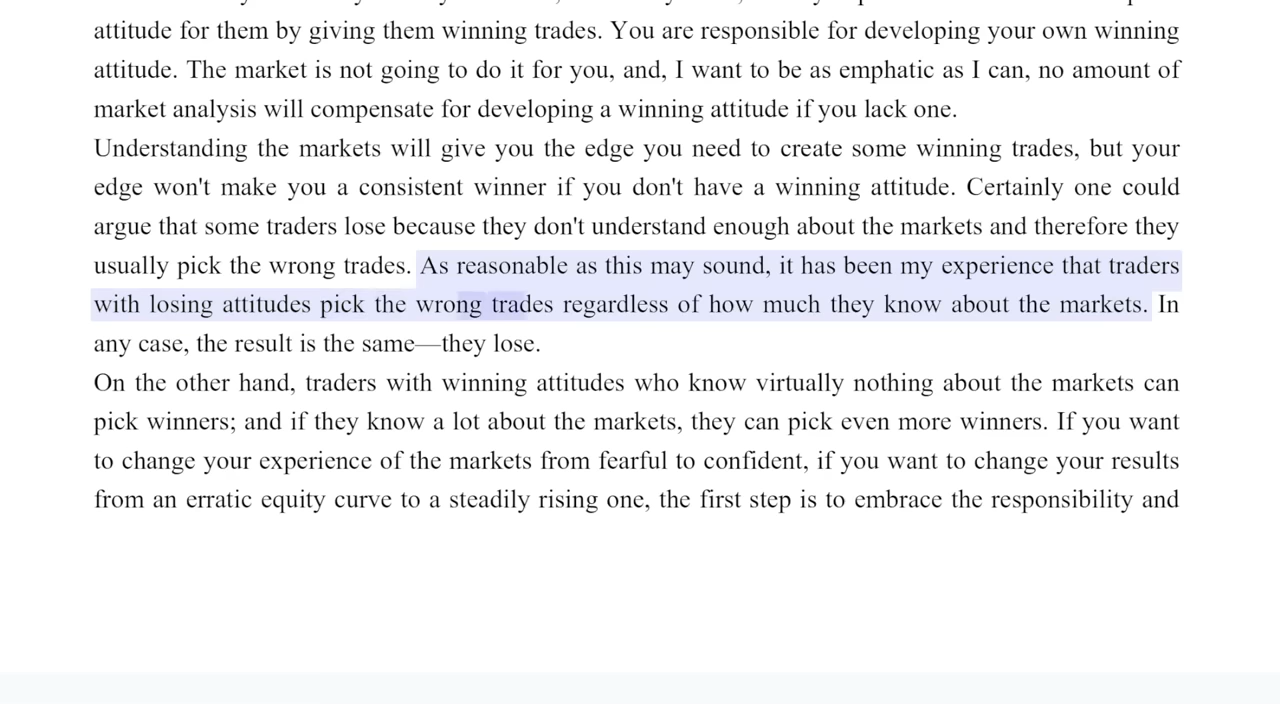 attitude for them by giving them winning trades. You are responsible for developing your own winning
attitude. The market is not going to do it for you, and, I want to be as emphatic as I can, no amount of
market analysis will compensate for developing a winning attitude if you lack one.
Understanding the markets will give you the edge you need to create some winning trades, but your
edge won't make you a consistent winner if you don't have a winning attitude. Certainly one could
argue that some traders lose because they don't understand enough about the markets and therefore they
usually pick the wrong trades. As reasonable as this may sound, it has been my experience that traders
with losing attitudes pick the wrong trades regardless of how much they know about the markets. In
any case, the result is the same—they lose.
On the other hand, traders with winning attitudes who know virtually nothing about the markets can
pick winners; and if they know a lot about the markets, they can pick even more winners. If you want
to change your experience of the markets from fearful to confident, if you want to change your results
from an erratic equity curve to a steadily rising one, the first step is to embrace the responsibility and